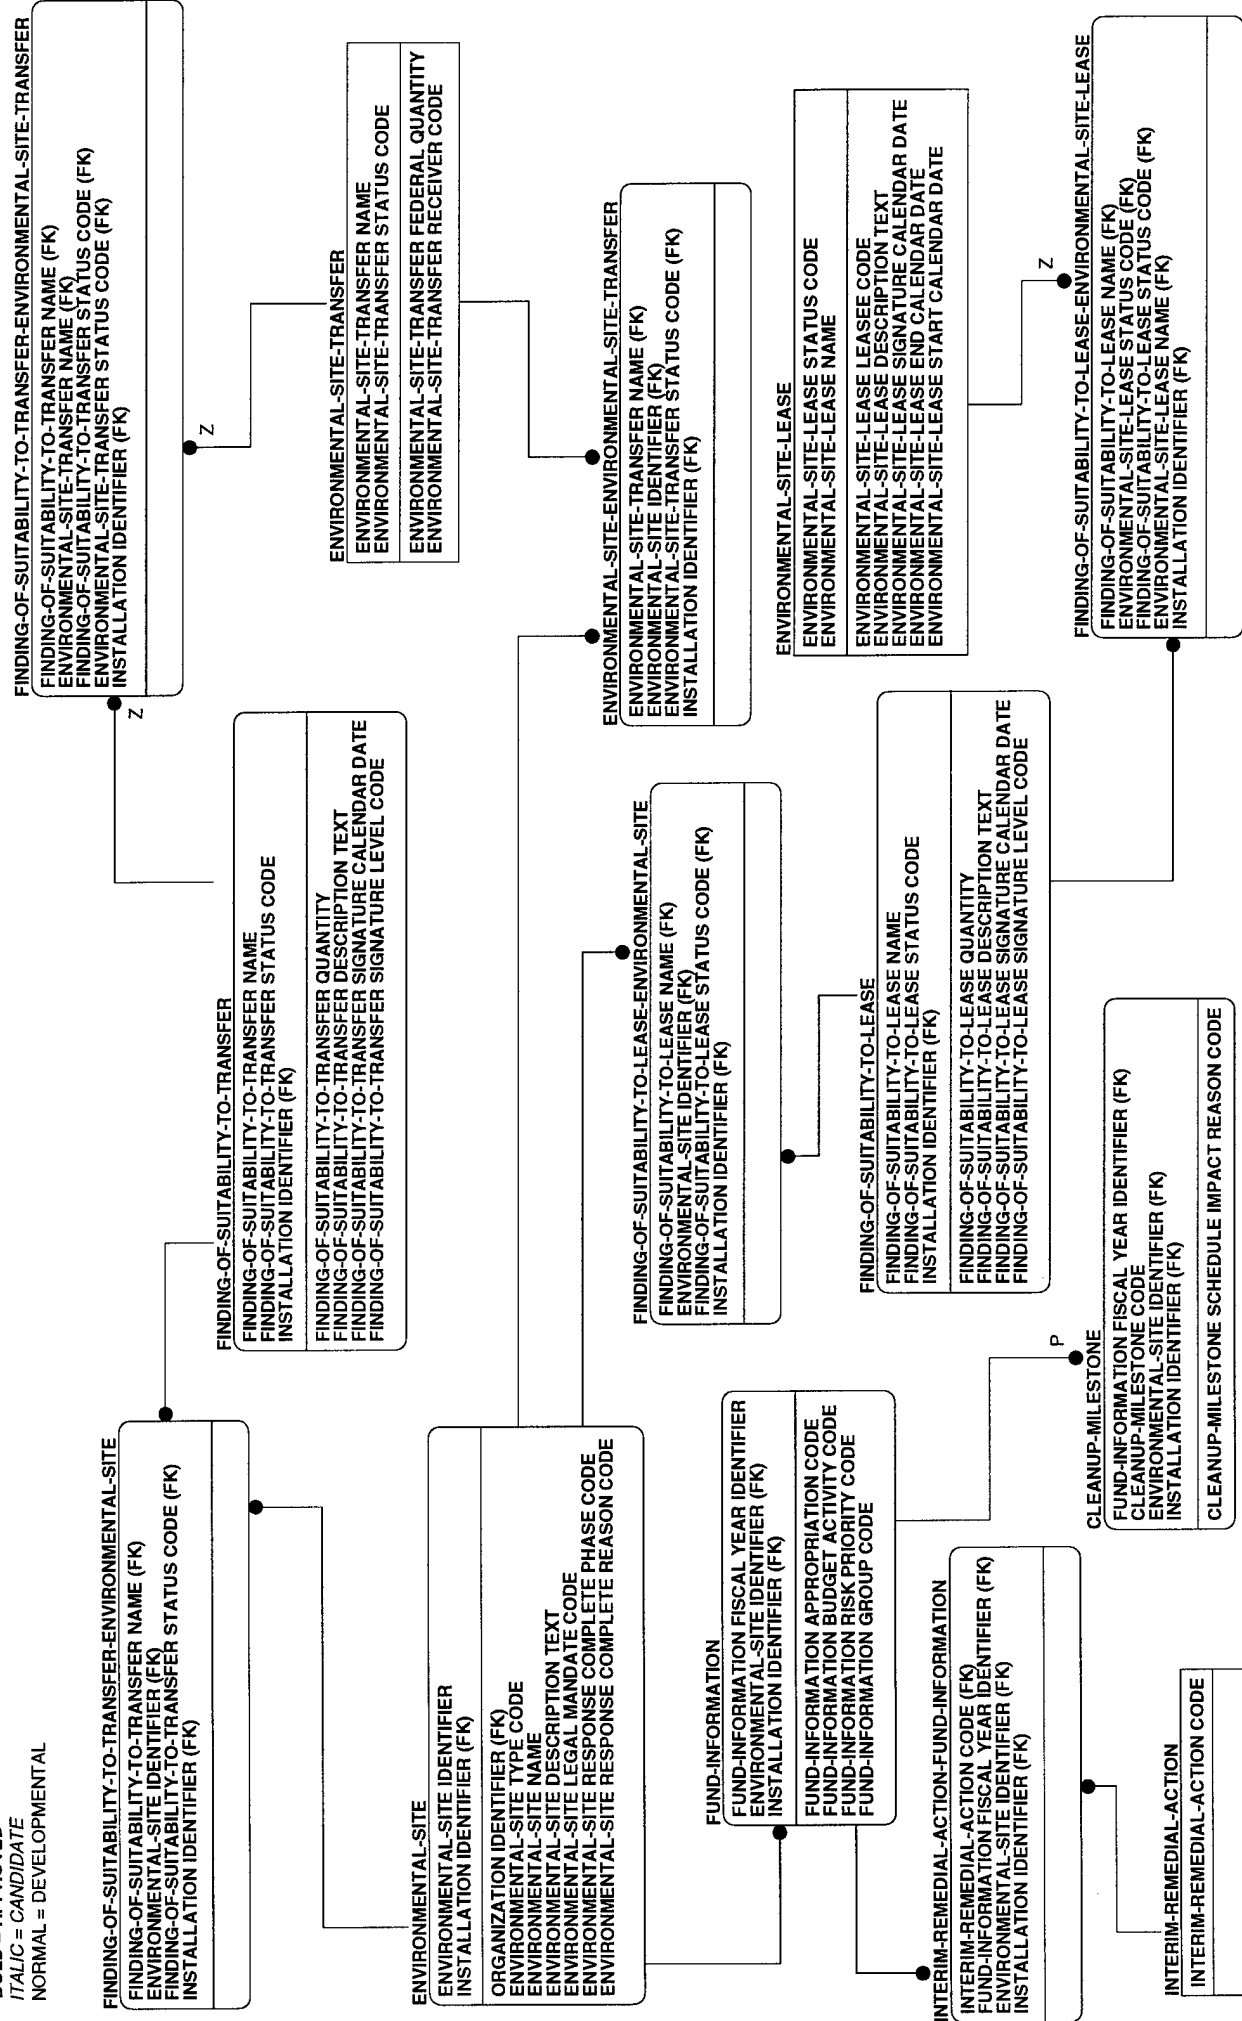 BOLD = APPROVED
ITALIC = CANDIDATE
NORMAL = DEVELOPMENTAL
FINDING-OF-SUITABILITY-TO-TRANSFER-ENVIRONMENTAL-SITE
FINDING-OF-SUITABILITY-TO-TRANSFER NAME (FK)
ENVIRONMENTAL-SITE IDENTIFIER (FK)
FINDING-OF-SUITABILITY-TO-TRANSFER STATUS CODE (FK)
INSTALLATION IDENTIFIER (FK)
FINDING-OF-SUITABILITY-TO-TRANSFER
FINDING-OF-SUITABILITY-TO-TRANSFER NAME
FINDING-OF-SUITABILITY-TO-TRANSFER STATUS CODE
INSTALLATION IDENTIFIER (FK)
FINDING-OF-SUITABILITY-TO-TRANSFER QUANTITY
FINDING-OF-SUITABILITY-TO-TRANSFER DESCRIPTION TEXT
FINDING-OF-SUITABILITY-TO-TRANSFER SIGNATURE CALENDAR DATE
FINDING-OF-SUITABILITY-TO-TRANSFER SIGNATURE LEVEL CODE
Z
FINDING-OF-SUITABILITY-TO-TRANSFER-ENVIRONMENTAL-SITE-TRANSFER
FINDING-OF-SUITABILITY-TO-TRANSFER NAME (FK)
ENVIRONMENTAL-SITE-TRANSFER NAME (FK)
FINDING-OF-SUITABILITY-TO-TRANSFER STATUS CODE (FK)
ENVIRONMENTAL-SITE-TRANSFER STATUS CODE (FK)
INSTALLATION IDENTIFIER (FK)
Z
ENVIRONMENTAL-SITE-TRANSFER
ENVIRONMENTAL-SITE-TRANSFER NAME
ENVIRONMENTAL-SITE-TRANSFER STATUS CODE
ENVIRONMENTAL-SITE-TRANSFER FEDERAL QUANTITY
ENVIRONMENTAL-SITE-TRANSFER RECEIVER CODE
ENVIRONMENTAL-SITE
ENVIRONMENTAL-SITE IDENTIFIER
INSTALLATION IDENTIFIER (FK)
ORGANIZATION IDENTIFIER (FK)
ENVIRONMENTAL-SITE TYPE CODE
ENVIRONMENTAL-SITE NAME
ENVIRONMENTAL-SITE DESCRIPTION TEXT
ENVIRONMENTAL-SITE LEGAL MANDATE CODE
ENVIRONMENTAL-SITE RESPONSE COMPLETE PHASE CODE
ENVIRONMENTAL-SITE RESPONSE COMPLETE REASON CODE
ENVIRONMENTAL-SITE-ENVIRONMENTAL-SITE-TRANSFER
ENVIRONMENTAL-SITE-TRANSFER NAME (FK)
ENVIRONMENTAL-SITE IDENTIFIER (FK)
ENVIRONMENTAL-SITE-TRANSFER STATUS CODE (FK)
INSTALLATION IDENTIFIER (FK)
FINDING-OF-SUITABILITY-TO-LEASE-ENVIRONMENTAL-SITE
FINDING-OF-SUITABILITY-TO-LEASE NAME (FK)
ENVIRONMENTAL-SITE IDENTIFIER (FK)
FINDING-OF-SUITABILITY-TO-LEASE STATUS CODE (FK)
INSTALLATION IDENTIFIER (FK)
FUND-INFORMATION
FUND-INFORMATION FISCAL YEAR IDENTIFIER
ENVIRONMENTAL-SITE IDENTIFIER (FK)
INSTALLATION IDENTIFIER (FK)
FUND-INFORMATION APPROPRIATION CODE
FUND-INFORMATION BUDGET ACTIVITY CODE
FUND-INFORMATION RISK PRIORITY CODE
FUND-INFORMATION GROUP CODE
ENVIRONMENTAL-SITE-LEASE
ENVIRONMENTAL-SITE-LEASE STATUS CODE
ENVIRONMENTAL-SITE-LEASE NAME
ENVIRONMENTAL-SITE-LEASE LEASEE CODE
ENVIRONMENTAL-SITE-LEASE DESCRIPTION TEXT
ENVIRONMENTAL-SITE-LEASE SIGNATURE CALENDAR DATE
ENVIRONMENTAL-SITE-LEASE END CALENDAR DATE
ENVIRONMENTAL-SITE-LEASE START CALENDAR DATE
FINDING-OF-SUITABILITY-TO-LEASE
FINDING-OF-SUITABILITY-TO-LEASE NAME
FINDING-OF-SUITABILITY-TO-LEASE STATUS CODE
INSTALLATION IDENTIFIER (FK)
FINDING-OF-SUITABILITY-TO-LEASE QUANTITY
FINDING-OF-SUITABILITY-TO-LEASE DESCRIPTION TEXT
FINDING-OF-SUITABILITY-TO-LEASE SIGNATURE CALENDAR DATE
FINDING-OF-SUITABILITY-TO-LEASE SIGNATURE LEVEL CODE
INTERIM-REMEDIAL-ACTION-FUND-INFORMATION
INTERIM-REMEDIAL-ACTION CODE (FK)
FUND-INFORMATION FISCAL YEAR IDENTIFIER (FK)
ENVIRONMENTAL-SITE IDENTIFIER (FK)
INSTALLATION IDENTIFIER (FK)
P
CLEANUP-MILESTONE
FUND-INFORMATION FISCAL YEAR IDENTIFIER (FK)
CLEANUP-MILESTONE CODE
ENVIRONMENTAL-SITE IDENTIFIER (FK)
INSTALLATION IDENTIFIER (FK)
CLEANUP-MILESTONE SCHEDULE IMPACT REASON CODE
Z
FINDING-OF-SUITABILITY-TO-LEASE-ENVIRONMENTAL-SITE-LEASE
FINDING-OF-SUITABILITY-TO-LEASE NAME (FK)
ENVIRONMENTAL-SITE-LEASE STATUS CODE (FK)
FINDING-OF-SUITABILITY-TO-LEASE STATUS CODE (FK)
ENVIRONMENTAL-SITE-LEASE NAME (FK)
INSTALLATION IDENTIFIER (FK)
INTERIM-REMEDIAL-ACTION
INTERIM-REMEDIAL-ACTION CODE